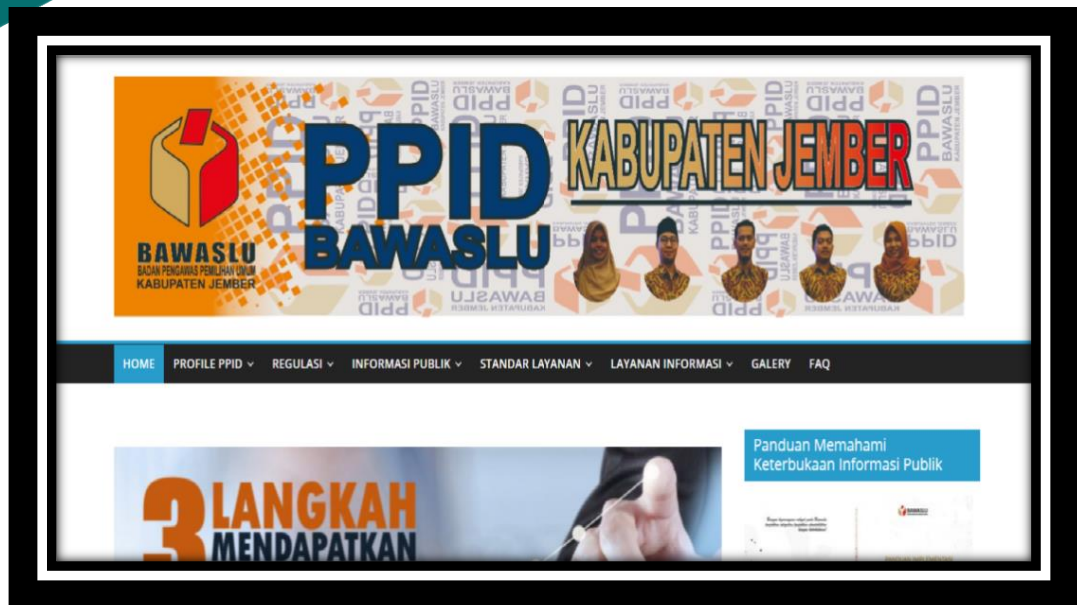 PPID
BAWASLU
KABUPATEN JEMBER
BAWASLU
BADAN PENGAWAS PEMILIHAN UMUM
KABUPATEN JEMBER
HOME PROFILE PPID REGULASI INFORMASI PUBLIK STANDAR LAYANAN LAYANAN INFORMASI GALERY FAQ
3 LANGKAH
MENDAPATKAN
Panduan Memahami
Keterbukaan Informasi Publik
BAWASLU